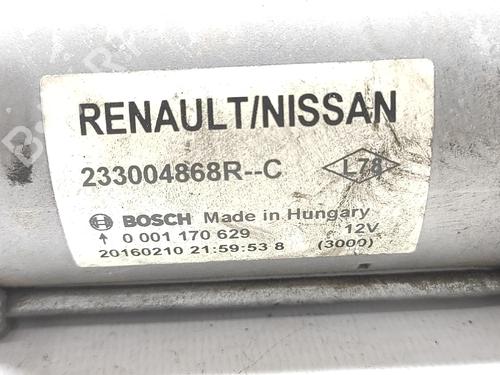 RENAULT/NISSAN
233004868R--C
L78
BOSCH Made in Hungary
0 001 170 629 12V
20160210 21:59:53 8 (3000)